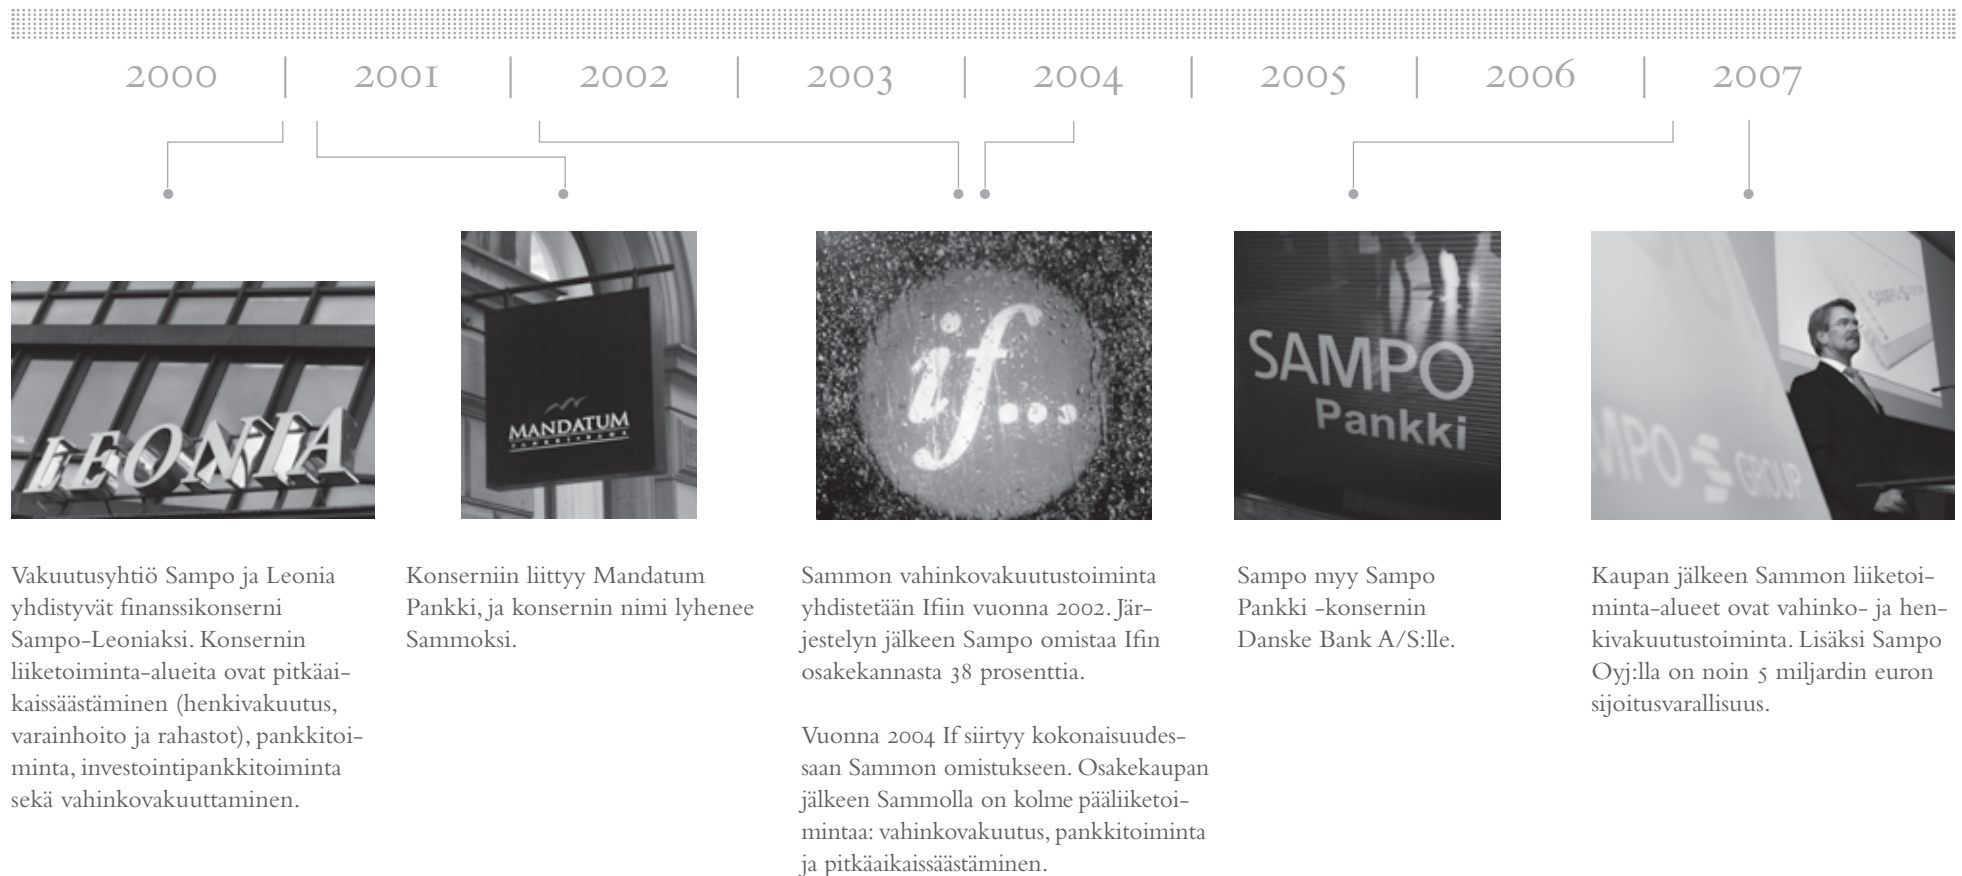 2000 | 2001 | 2002 | 2003 | 2004 | 2005 | 2006 | 2007
LEONIA
MANDATUM
if...
SAMPO
Pankki
MPO GROUP
Vakuutusyhtiö Sampo ja Leonia
yhdistyvät finanssikonserni
Sampo-Leoniaksi. Konsernin
liiketoiminta-alueita ovat pitkäai-
kaissäästäminen (henkivakuutus,
varainhoito ja rahastot), pankkitoi-
minta, investointipankkitoiminta
sekä vahinkovakuuttaminen.
Konserniin liittyy Mandatum
Pankki, ja konsernin nimi lyhenee
Sammoksi.
Sammon vahinkovakuutustoiminta
yhdistetään Ifiin vuonna 2002. Jär-
jestelyn jälkeen Sampo omistaa Ifin
osakekannasta 38 prosenttia.
Vuonna 2004 If siirtyy kokonaisuudes-
saan Sammon omistukseen. Osakekaupan
jälkeen Sammolla on kolme pääliiketoi-
mintaa: vahinkovakuutus, pankkitoiminta
ja pitkäaikaissäästäminen.
Sampo myy Sampo
Pankki -konsernin
Danske Bank A/S:lle.
Kaupan jälkeen Sammon liiketoi-
minta-alueet ovat vahinko- ja hen-
kivakuutustoiminta. Lisäksi Sampo
Oyj:lla on noin 5 miljardin euron
sijoitusvarallisuus.